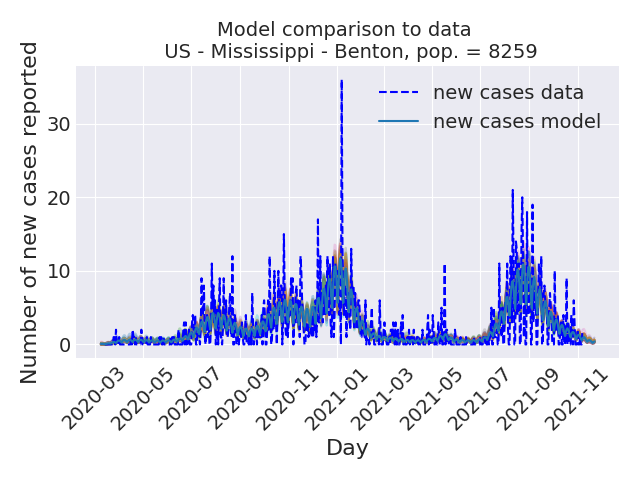 Model comparison to data
US - Mississippi - Benton, pop. = 8259
new cases data
new cases model
Number of new cases reported
30
20
10
0
2020-03
2020-05
2020-07
2020-09
2020-11
2021-01
2021-03
2021-05
2021-07
2021-09
2021-11
Day